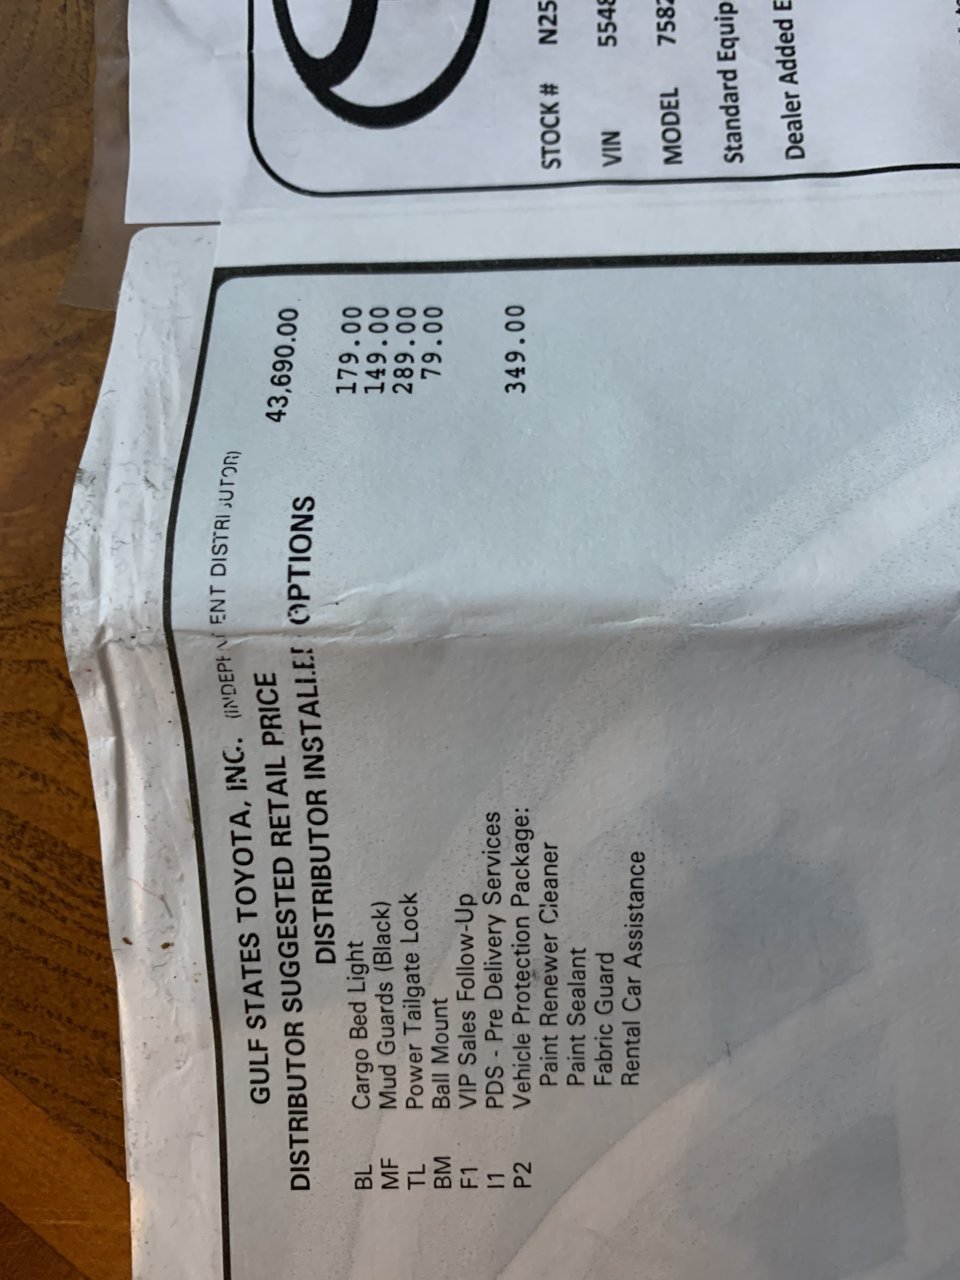 GULF STATES TOYOTA, INC. (INDEPENDENT DISTRIBUTOR)
DISTRIBUTOR SUGGESTED RETAIL PRICE 43,690.00
DISTRIBUTOR INSTALLED OPTIONS
BL Cargo Bed Light 179.00
MF Mud Guards (Black) 149.00
TL Power Tailgate Lock 289.00
BM Ball Mount 79.00
F1 VIP Sales Follow-Up
I1 PDS - Pre Delivery Services
P2 Vehicle Protection Package: 349.00
Paint Renewer Cleaner
Paint Sealant
Fabric Guard
Rental Car Assistance
STOCK # N25
VIN 5548
MODEL 7582
Standard Equip
Dealer Added E